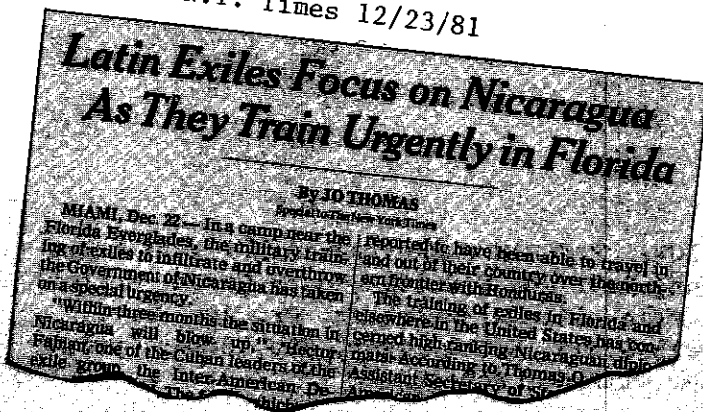 Times 12/23/81
Latin Exiles Focus on Nicaragua
As They Train Urgently in Florida
By JO THOMAS
Special to The New York Times
MIAMI, Dec. 22 — In a camp near the
Florida Everglades, the military train-
ing of exiles to infiltrate and overthrow
the Government of Nicaragua has taken
on a special urgency.
"Within three months the situation in
Nicaragua will blow up," Hector
Fabian, one of the Cuban leaders of the
exile group, the Inter-American De-
The
reported to have been able to travel in
and out of their country over the north-
ern frontier with Honduras.
The training of exiles in Florida and
elsewhere in the United States has con-
cerned high-ranking Nicaraguan diplo-
mats. According to Thomas O.
Assistant Secretary of